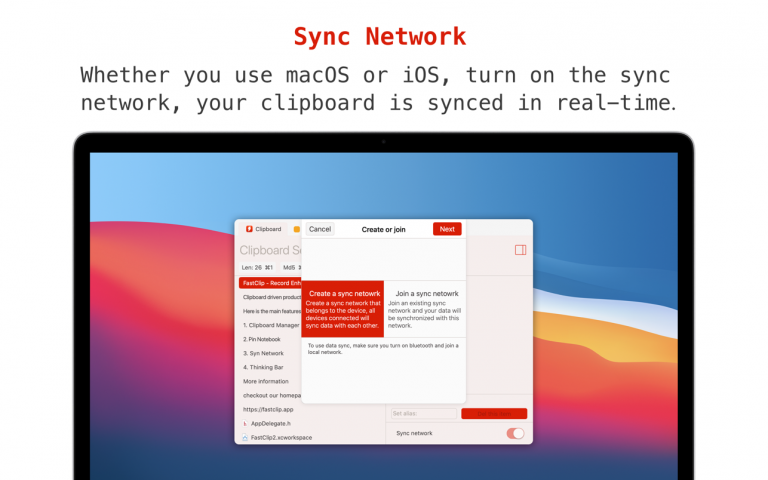 Sync Network
Whether you use macOS or iOS, turn on the sync
network, your clipboard is synced in real-time.
Clipboard
Cancel
Create or join
Next
Clipboard Se
Len: 26 ⌘1
Md5
FastClip - Record Enh
Clipboard driven product
Here is the main features
1. Clipboard Manager
2.Pin Notebook
3. Syn Network
4. Thinking Bar
More information
checkout our homepa
https://fastclip.app
AppDelegate.h
FastClip2.xcworkspace
Create a sync netowrk
Create a sync network that
belongs to the device, all
devices connected will
sync data with each other.
Join a sync netowrk
Join an existing sync
network and your data will
be synchronized with this
network.
To use data sync, make sure you turn on bluetooth and join a
local network.
Set alias:
Sync network